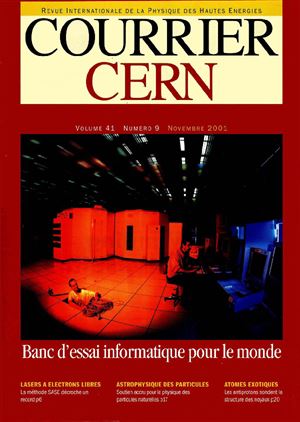 REVUE INTERNATIONALE DE LA PHYSIQUE DES HAUTES ENERGIES
COURRIER
CERN
VOLUME 41 NUMÉRO 9 NOVEMBRE 2001
Banc d'essai informatique pour le monde
LASERS A ELECTRONS LIBRES
La méthode SASE décroche un
record p6
ASTROPHYSIQUE DES PARTICULES
Soutien accru pour la physique des
particules naturelles p17
ATOMES EXOTIQUES
Les antiprotons sondent la
structure des noyaux p20